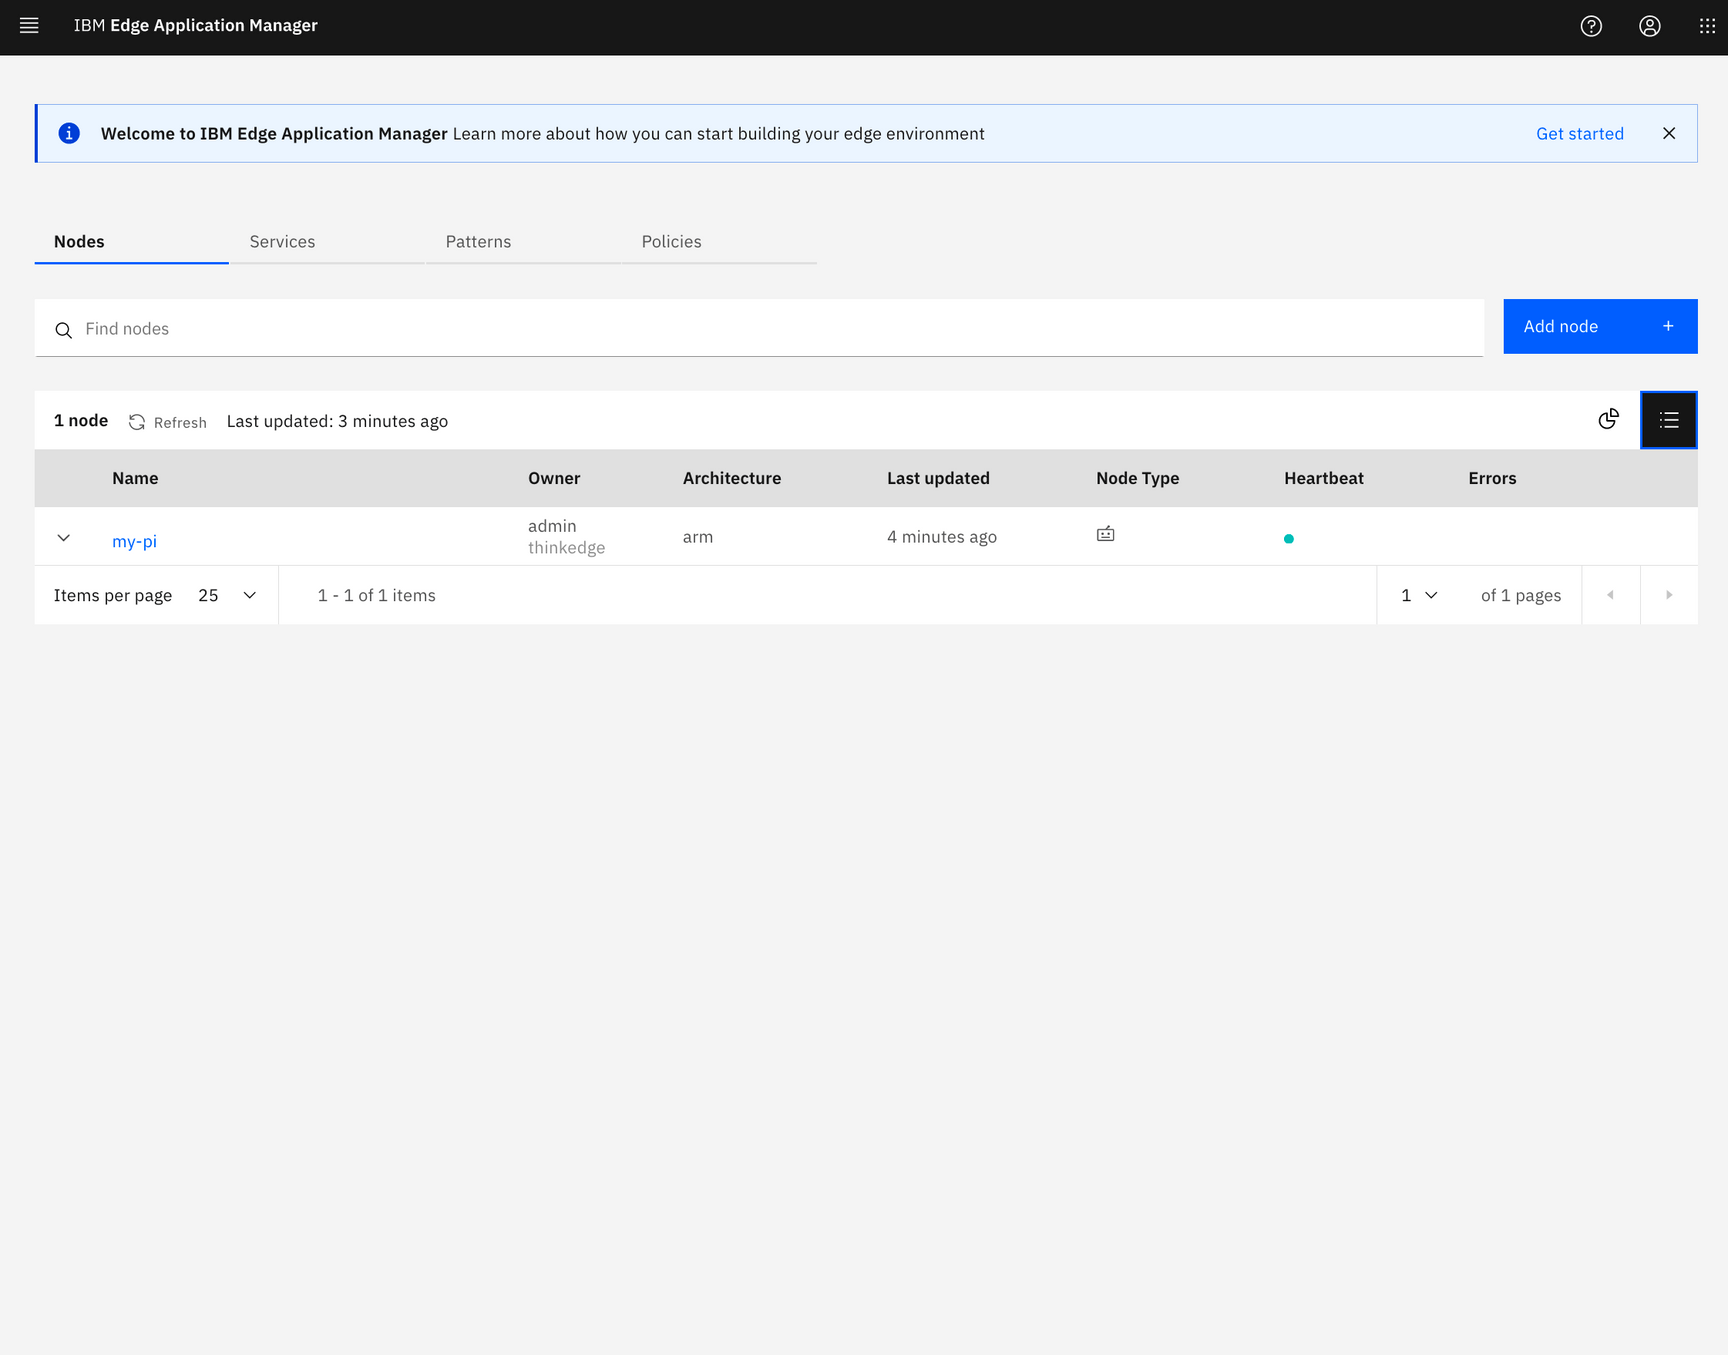 IBM Edge Application Manager
Welcome to IBM Edge Application Manager Learn more about how you can start building your edge environment Get started
Nodes Services Patterns Policies
Find nodes Add node +
1 node Refresh Last updated: 3 minutes ago
Name Owner Architecture Last updated Node Type Heartbeat Errors
my-pi admin arm 4 minutes ago
thinkedge
Items per page 25 1 - 1 of 1 items 1 of 1 pages